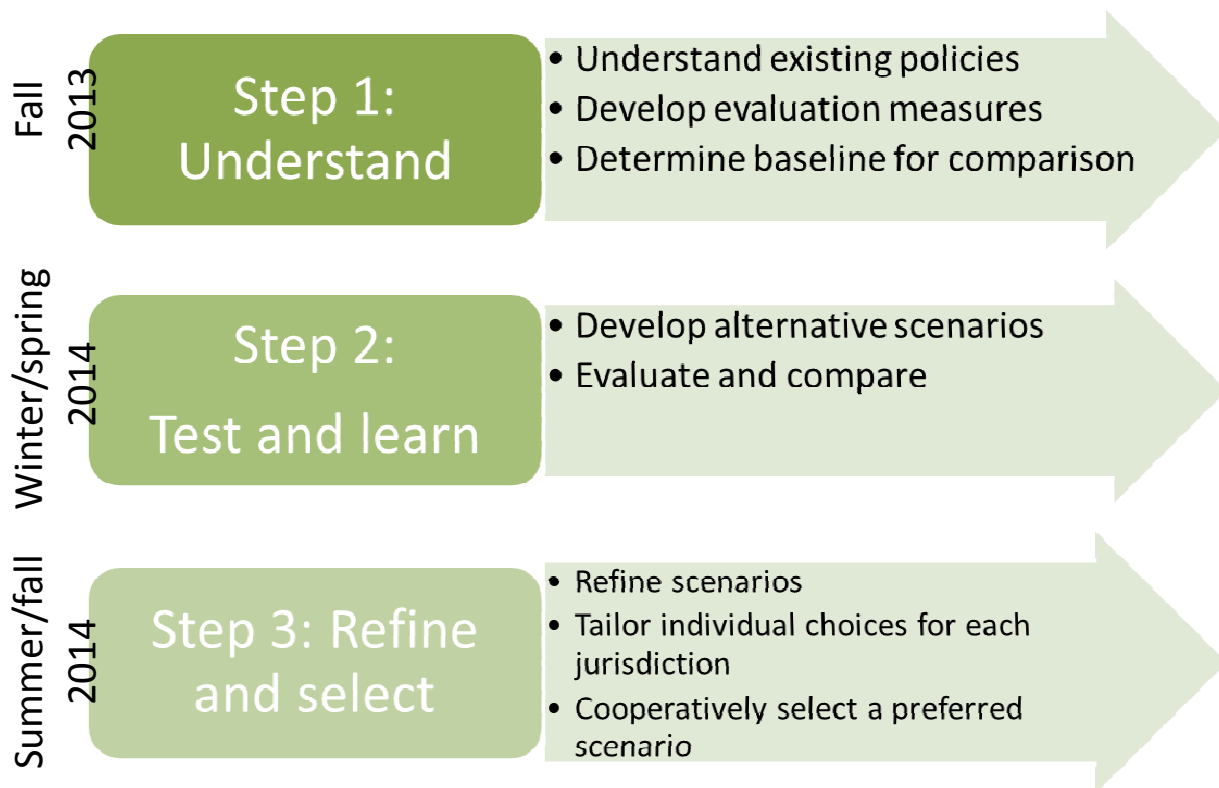 Fall
2013
Step 1:
Understand
• Understand existing policies
• Develop evaluation measures
• Determine baseline for comparison
Winter/spring
2014
Step 2:
Test and learn
• Develop alternative scenarios
• Evaluate and compare
Summer/fall
2014
Step 3: Refine
and select
• Refine scenarios
• Tailor individual choices for each
jurisdiction
• Cooperatively select a preferred
scenario